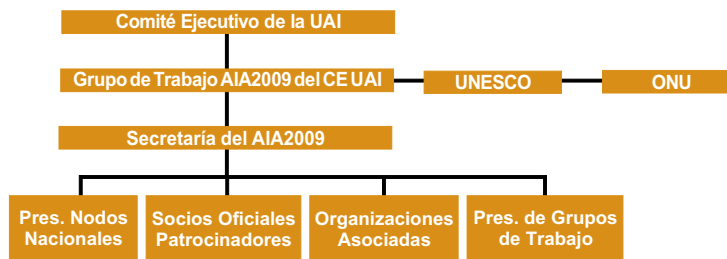 Comité Ejecutivo de la UAI
Grupo de Trabajo AIA2009 del CE UAI
UNESCO
ONU
Secretaría del AIA2009
Pres. Nodos
Nacionales
Socios Oficiales
Patrocinadores
Organizaciones
Asociadas
Pres. de Grupos
de Trabajo